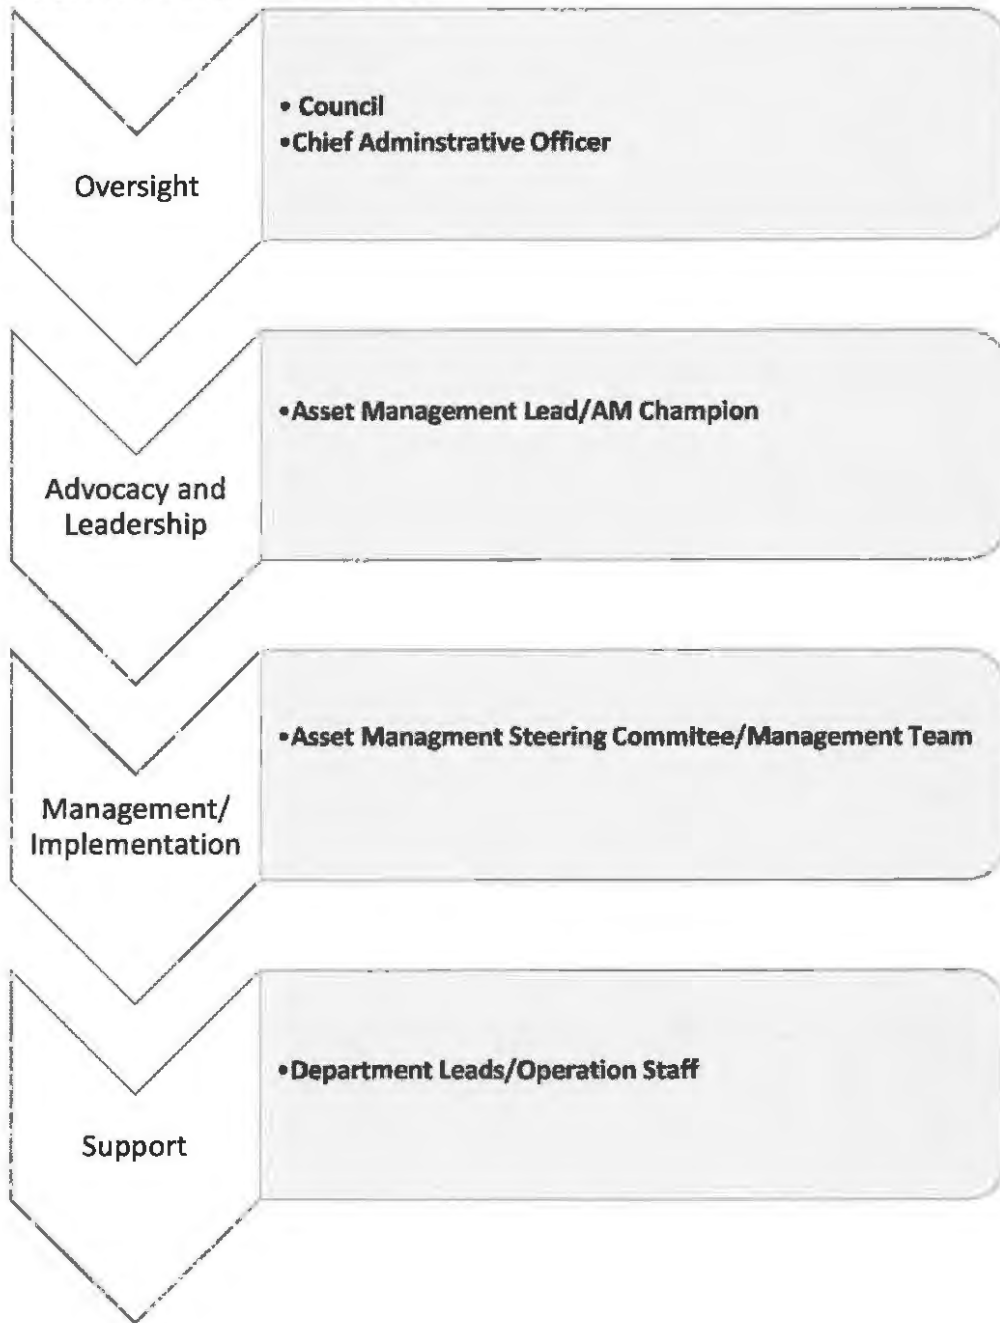 Oversight
• Council
•Chief Adminstrative Officer
Advocacy and
Leadership
•Asset Management Lead/AM Champion
Management/
Implementation
•Asset Managment Steering Commitee/Management Team
Support
•Department Leads/Operation Staff